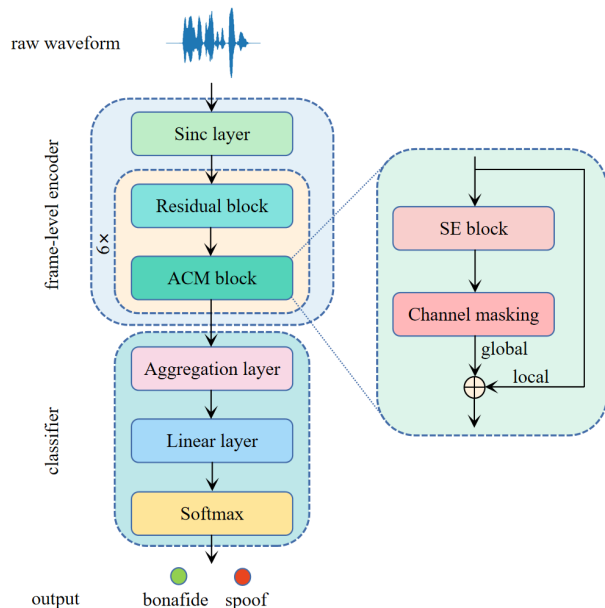 raw waveform
frame-level encoder
Sinc layer
6×
Residual block
ACM block
SE block
Channel masking
global
local
classifier
Aggregation layer
Linear layer
Softmax
output
bonafide
spoof